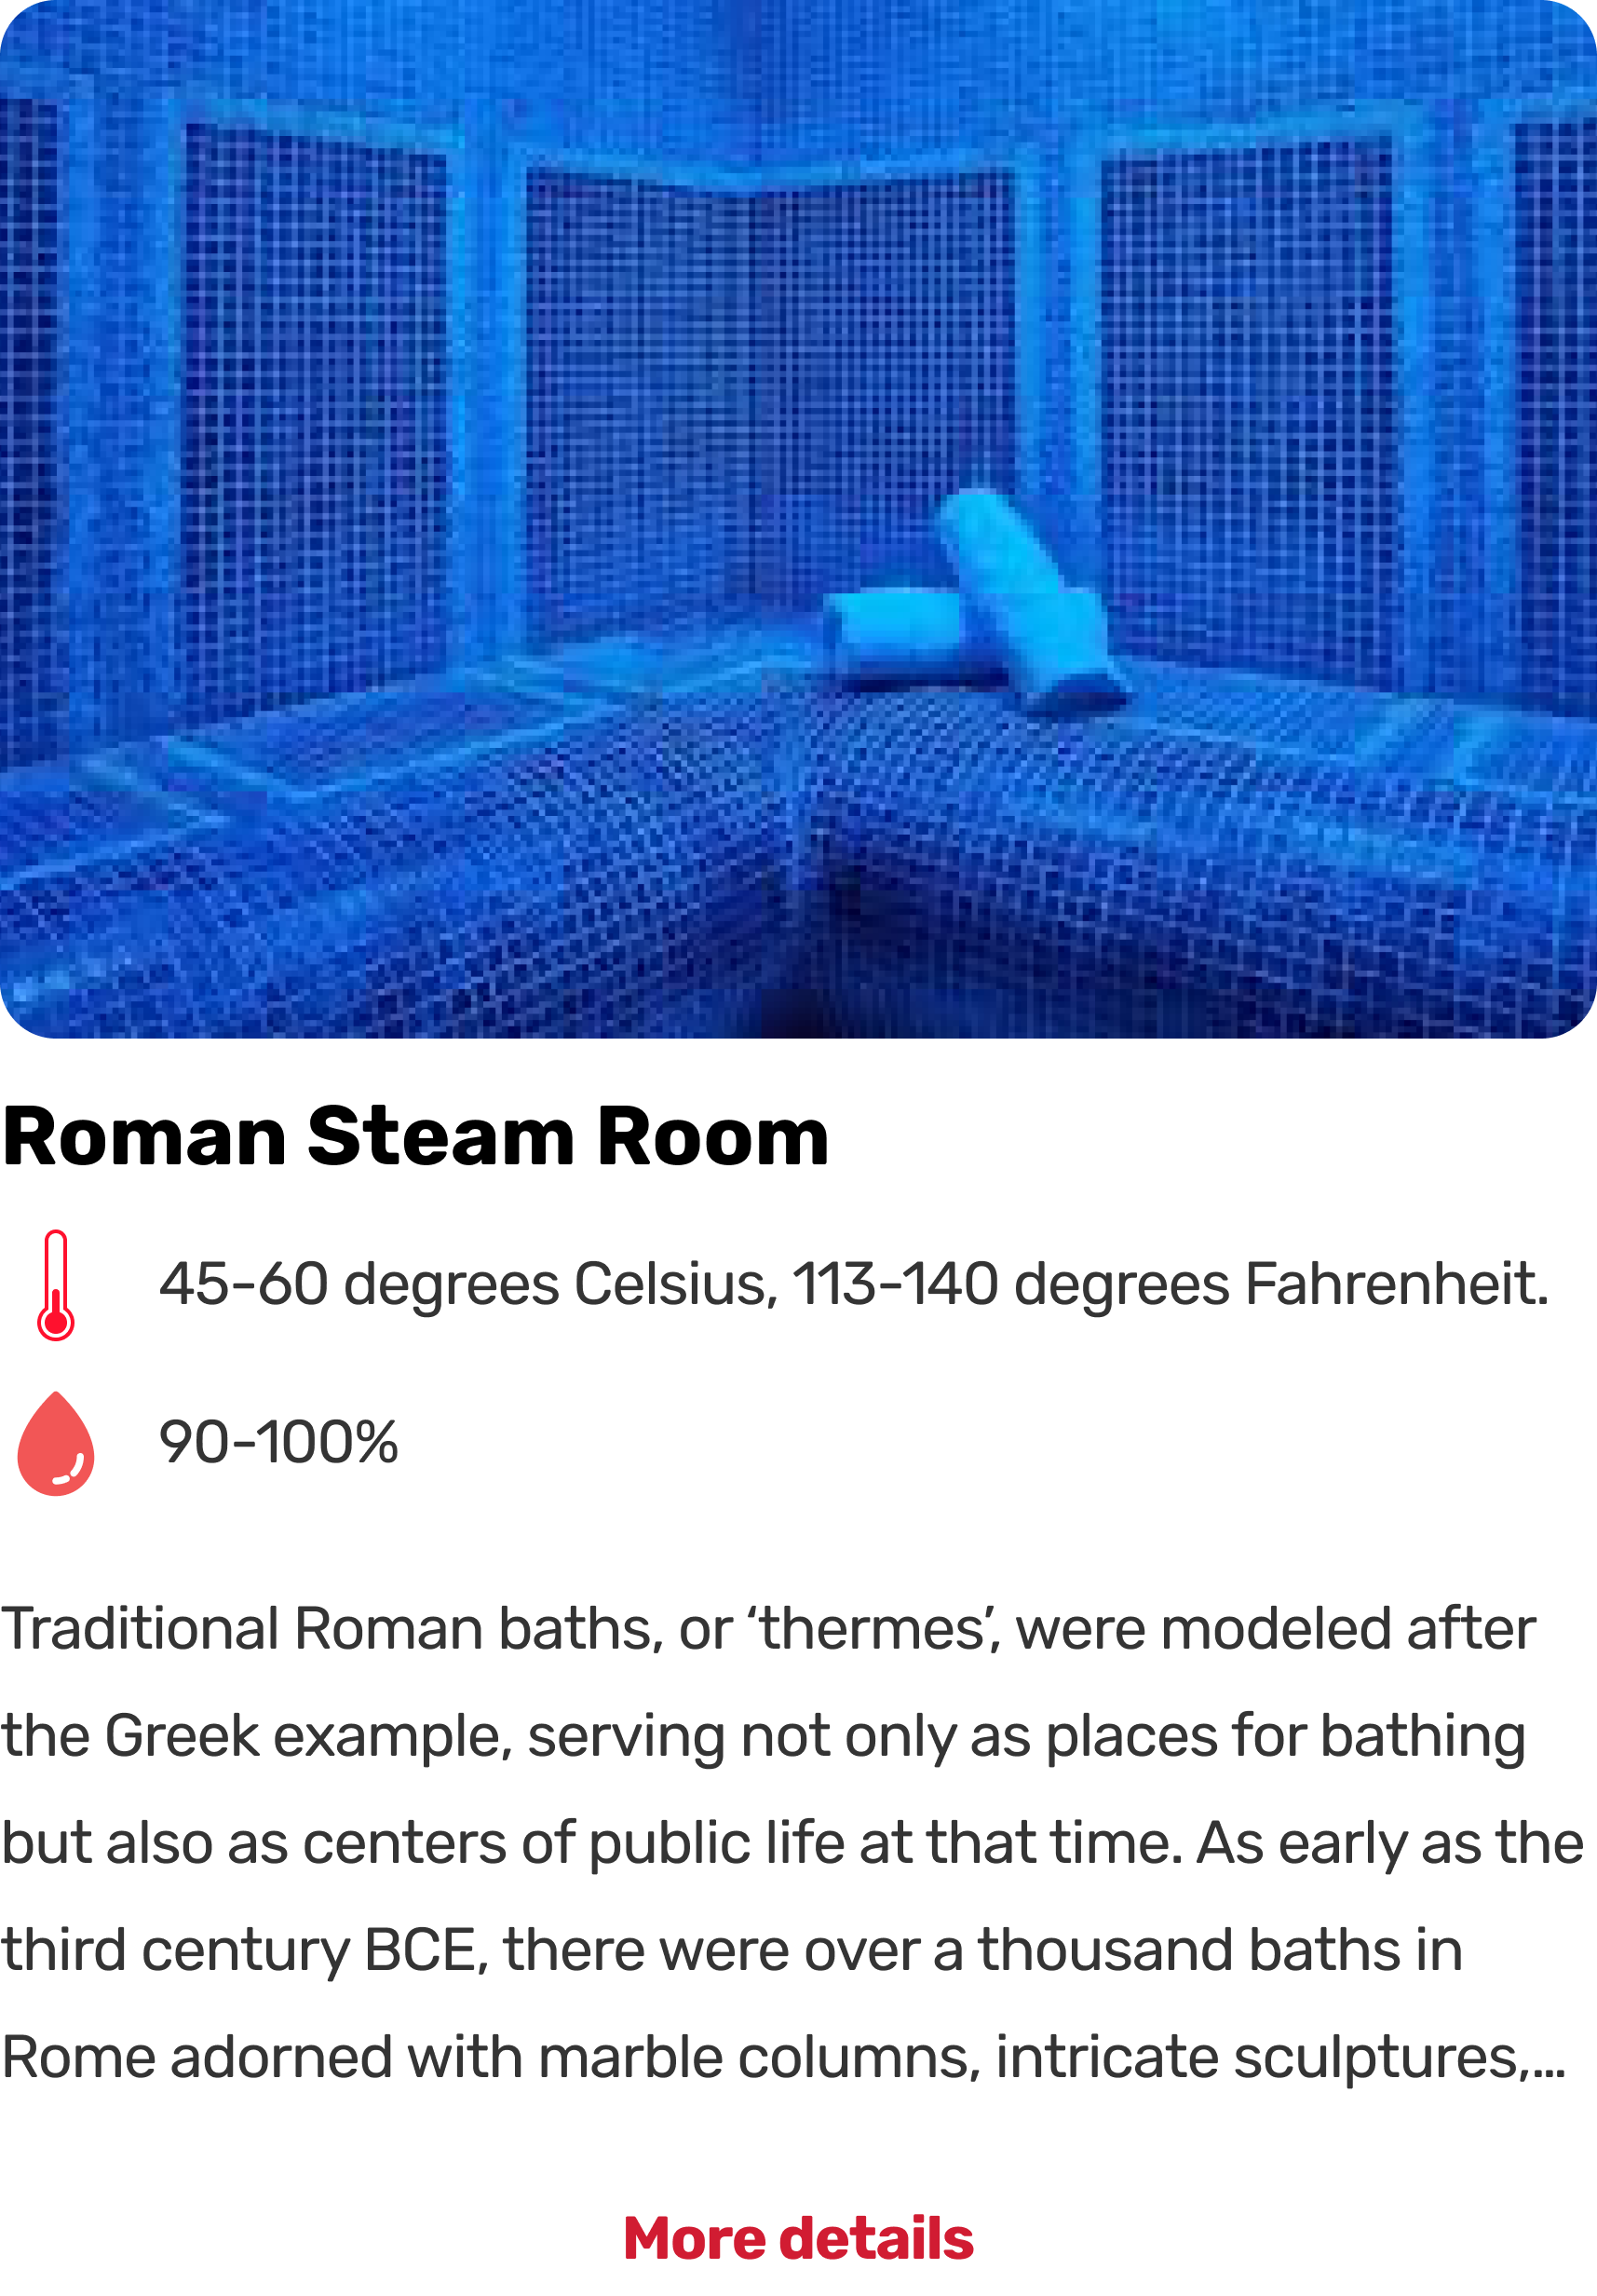 Roman Steam Room
45-60 degrees Celsius, 113-140 degrees Fahrenheit.
90-100%
Traditional Roman baths, or ‘thermes’, were modeled after
the Greek example, serving not only as places for bathing
but also as centers of public life at that time. As early as the
third century BCE, there were over a thousand baths in
Rome adorned with marble columns, intricate sculptures,...
More details